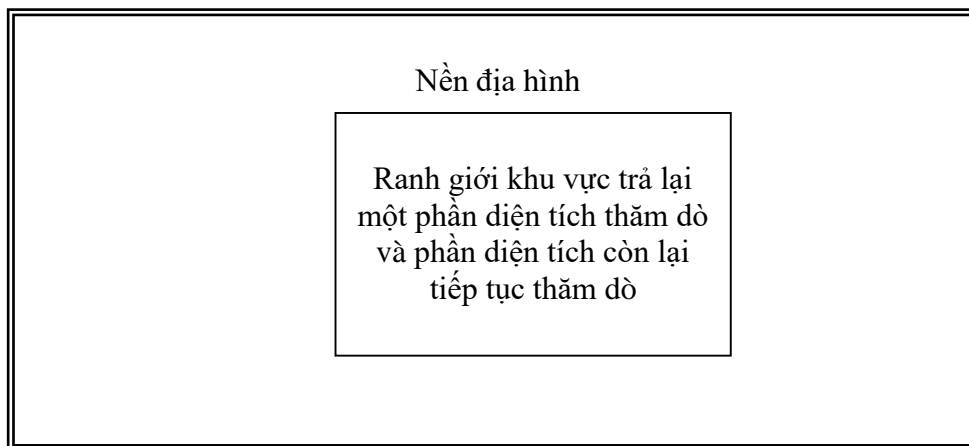 Nền địa hình
Ranh giới khu vực trả lại
một phần diện tích thăm dò
và phần diện tích còn lại
tiếp tục thăm dò